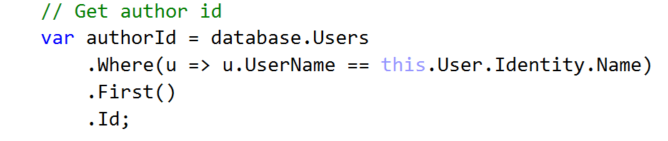 // Get author id
var authorId = database.Users
.Where(u => u.UserName == this.User.Identity.Name)
.First()
.Id;